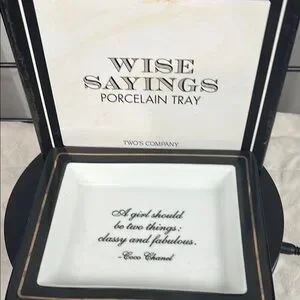 WISE
SAYINGS
PORCELAIN TRAY
TWO'S COMPANY
A girl should
be two things:
classy and fabulous.
-Coco Chanel